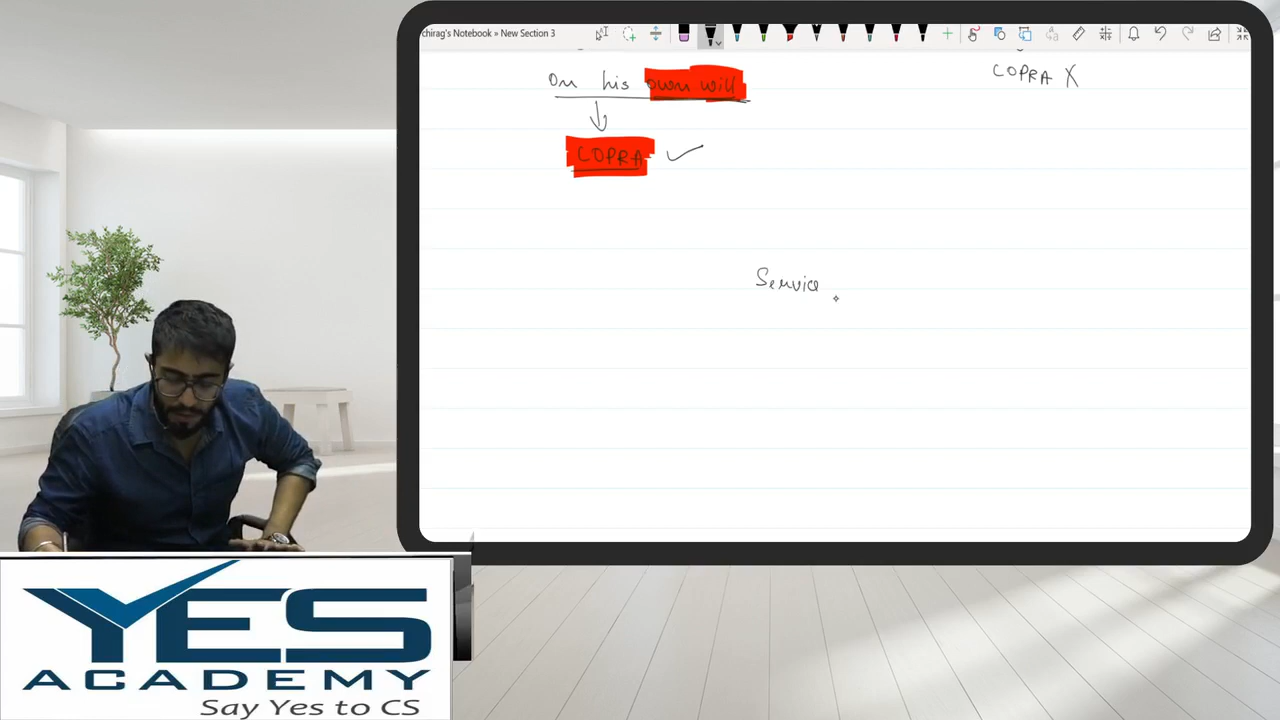 chirag's Notebook » New Section 3
On his own will
COPRA X
COPRA
Service
YES
ACADEMY
Say Yes to CS